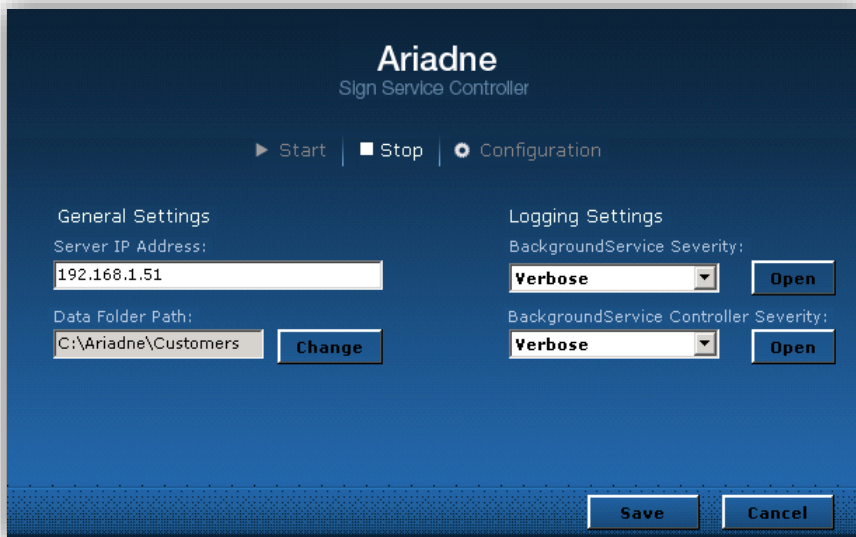 Ariadne
Sign Service Controller
Start
Stop
Configuration
General Settings
Server IP Address:
192.168.1.51
Data Folder Path:
C:\Ariadne\Customers
Change
Logging Settings
BackgroundService Severity:
Verbose
Open
BackgroundService Controller Severity:
Verbose
Open
Save
Cancel